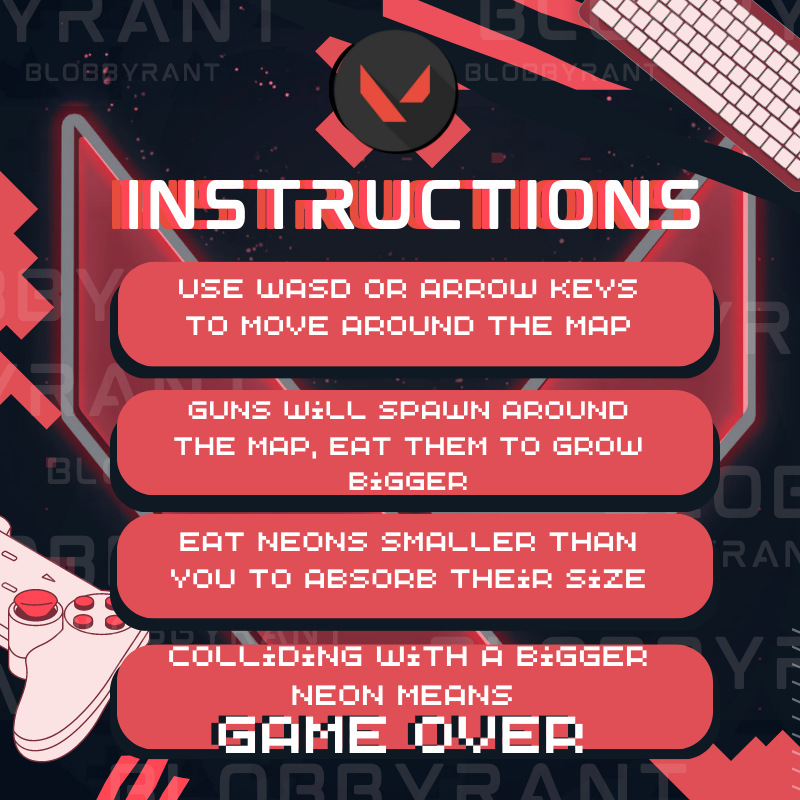 BLOBBYRANT
BLOBBYRANT
INSTRUCTIONS
USE WASD OR ARROW KEYS
TO MOVE AROUND THE MAP
GUNS WiLL SPAWN AROUND
THE MAP, EAT THEM TO GROW
BiGGER
EAT NEONS SMALLER THAN
YOU TO ABSORB THEiR SiZE
COLLiDiNG WiTH A BiGGER
NEON MEANS
GAME OVER
BLOBBYRANT